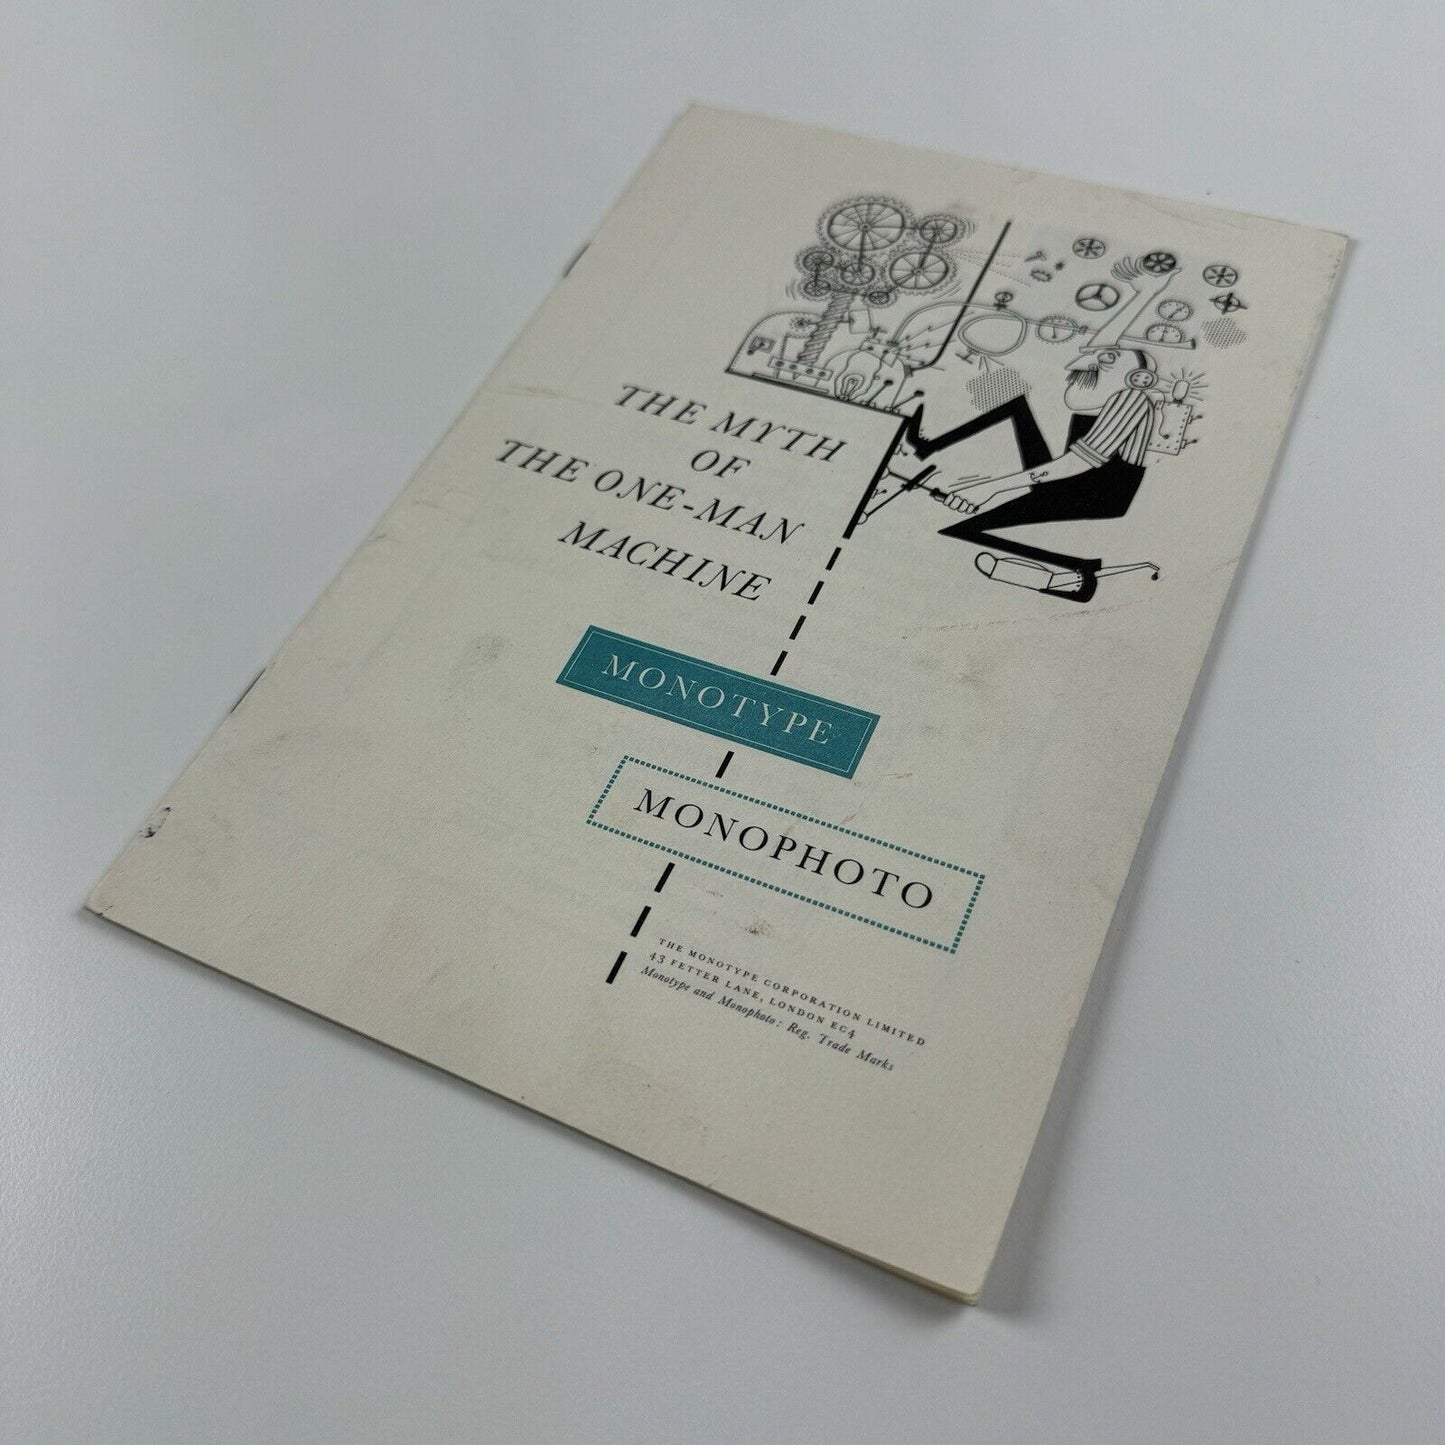 THE MYTH
OF
THE ONE-MAN
MACHINE
MONOTYPE
MONOPHOTO
THE MONOTYPE CORPORATION LIMITED
43 FETTER LANE, LONDON EC4
Monotype and Monophoto: Reg. Trade Marks